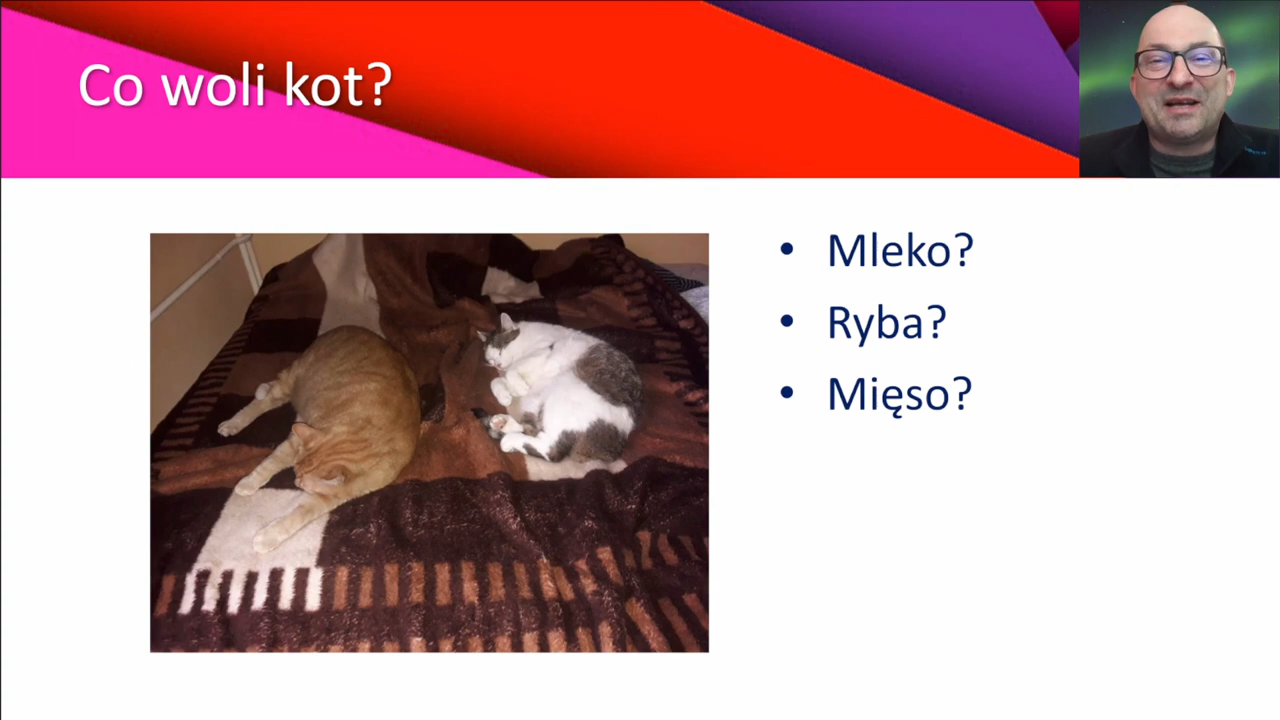 Co woli kot?
• Mleko?
• Ryba?
• Mięso?